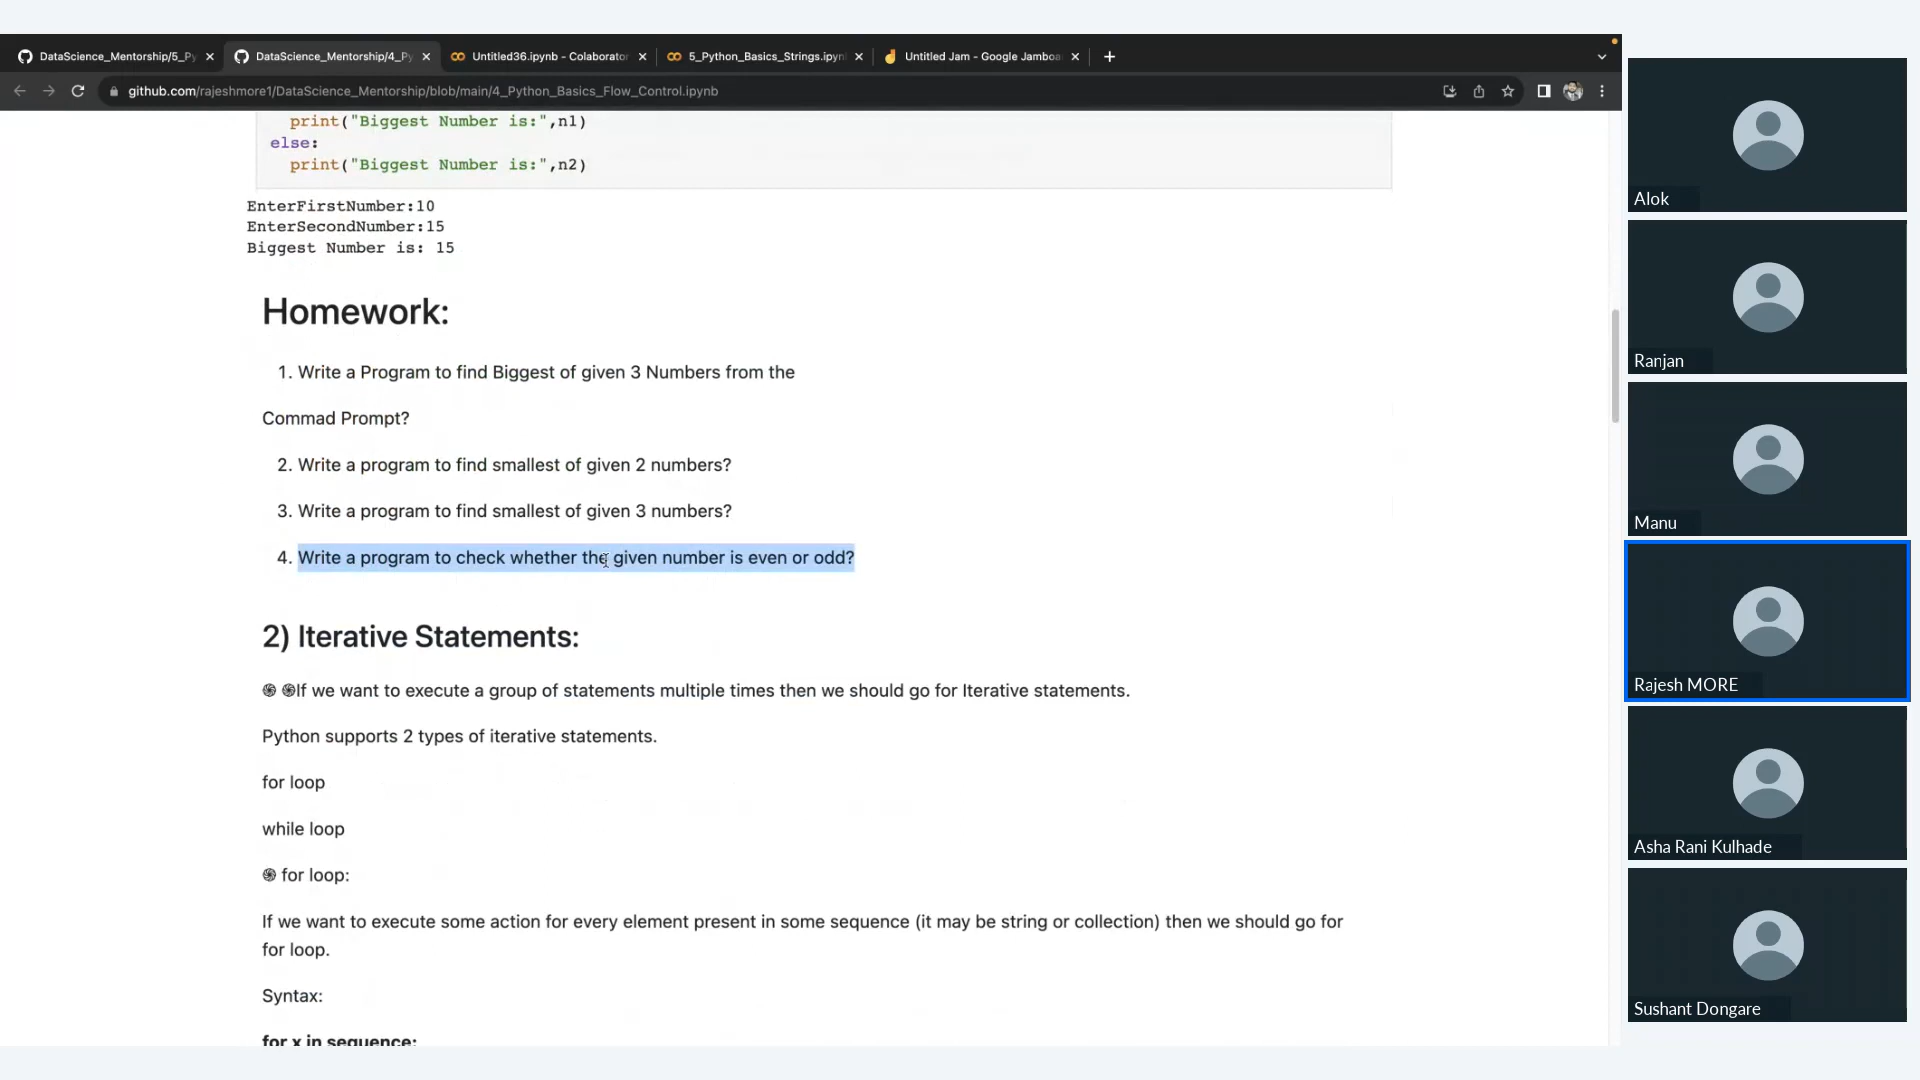 DataScience_Mentorship/5_Py
DataScience_Mentorship/4_Py
Untitled36.ipynb - Colaborator
5_Python_Basics_Strings.ipyn
Untitled Jam - Google Jamboa
github.com/rajeshmore1/DataScience_Mentorship/blob/main/4_Python_Basics_Flow_Control.ipynb
print("Biggest Number is:",n1)
else:
print("Biggest Number is:",n2)
EnterFirstNumber:10
EnterSecondNumber:15
Biggest Number is: 15
Homework:
1. Write a Program to find Biggest of given 3 Numbers from the
Commad Prompt?
2. Write a program to find smallest of given 2 numbers?
3. Write a program to find smallest of given 3 numbers?
4. Write a program to check whether the given number is even or odd?
2) Iterative Statements:
֍ ֍If we want to execute a group of statements multiple times then we should go for Iterative statements.
Python supports 2 types of iterative statements.
for loop
while loop
֍ for loop:
If we want to execute some action for every element present in some sequence (it may be string or collection) then we should go for
for loop.
Syntax:
for x in sequence:
Alok
Ranjan
Manu
Rajesh MORE
Asha Rani Kulhade
Sushant Dongare